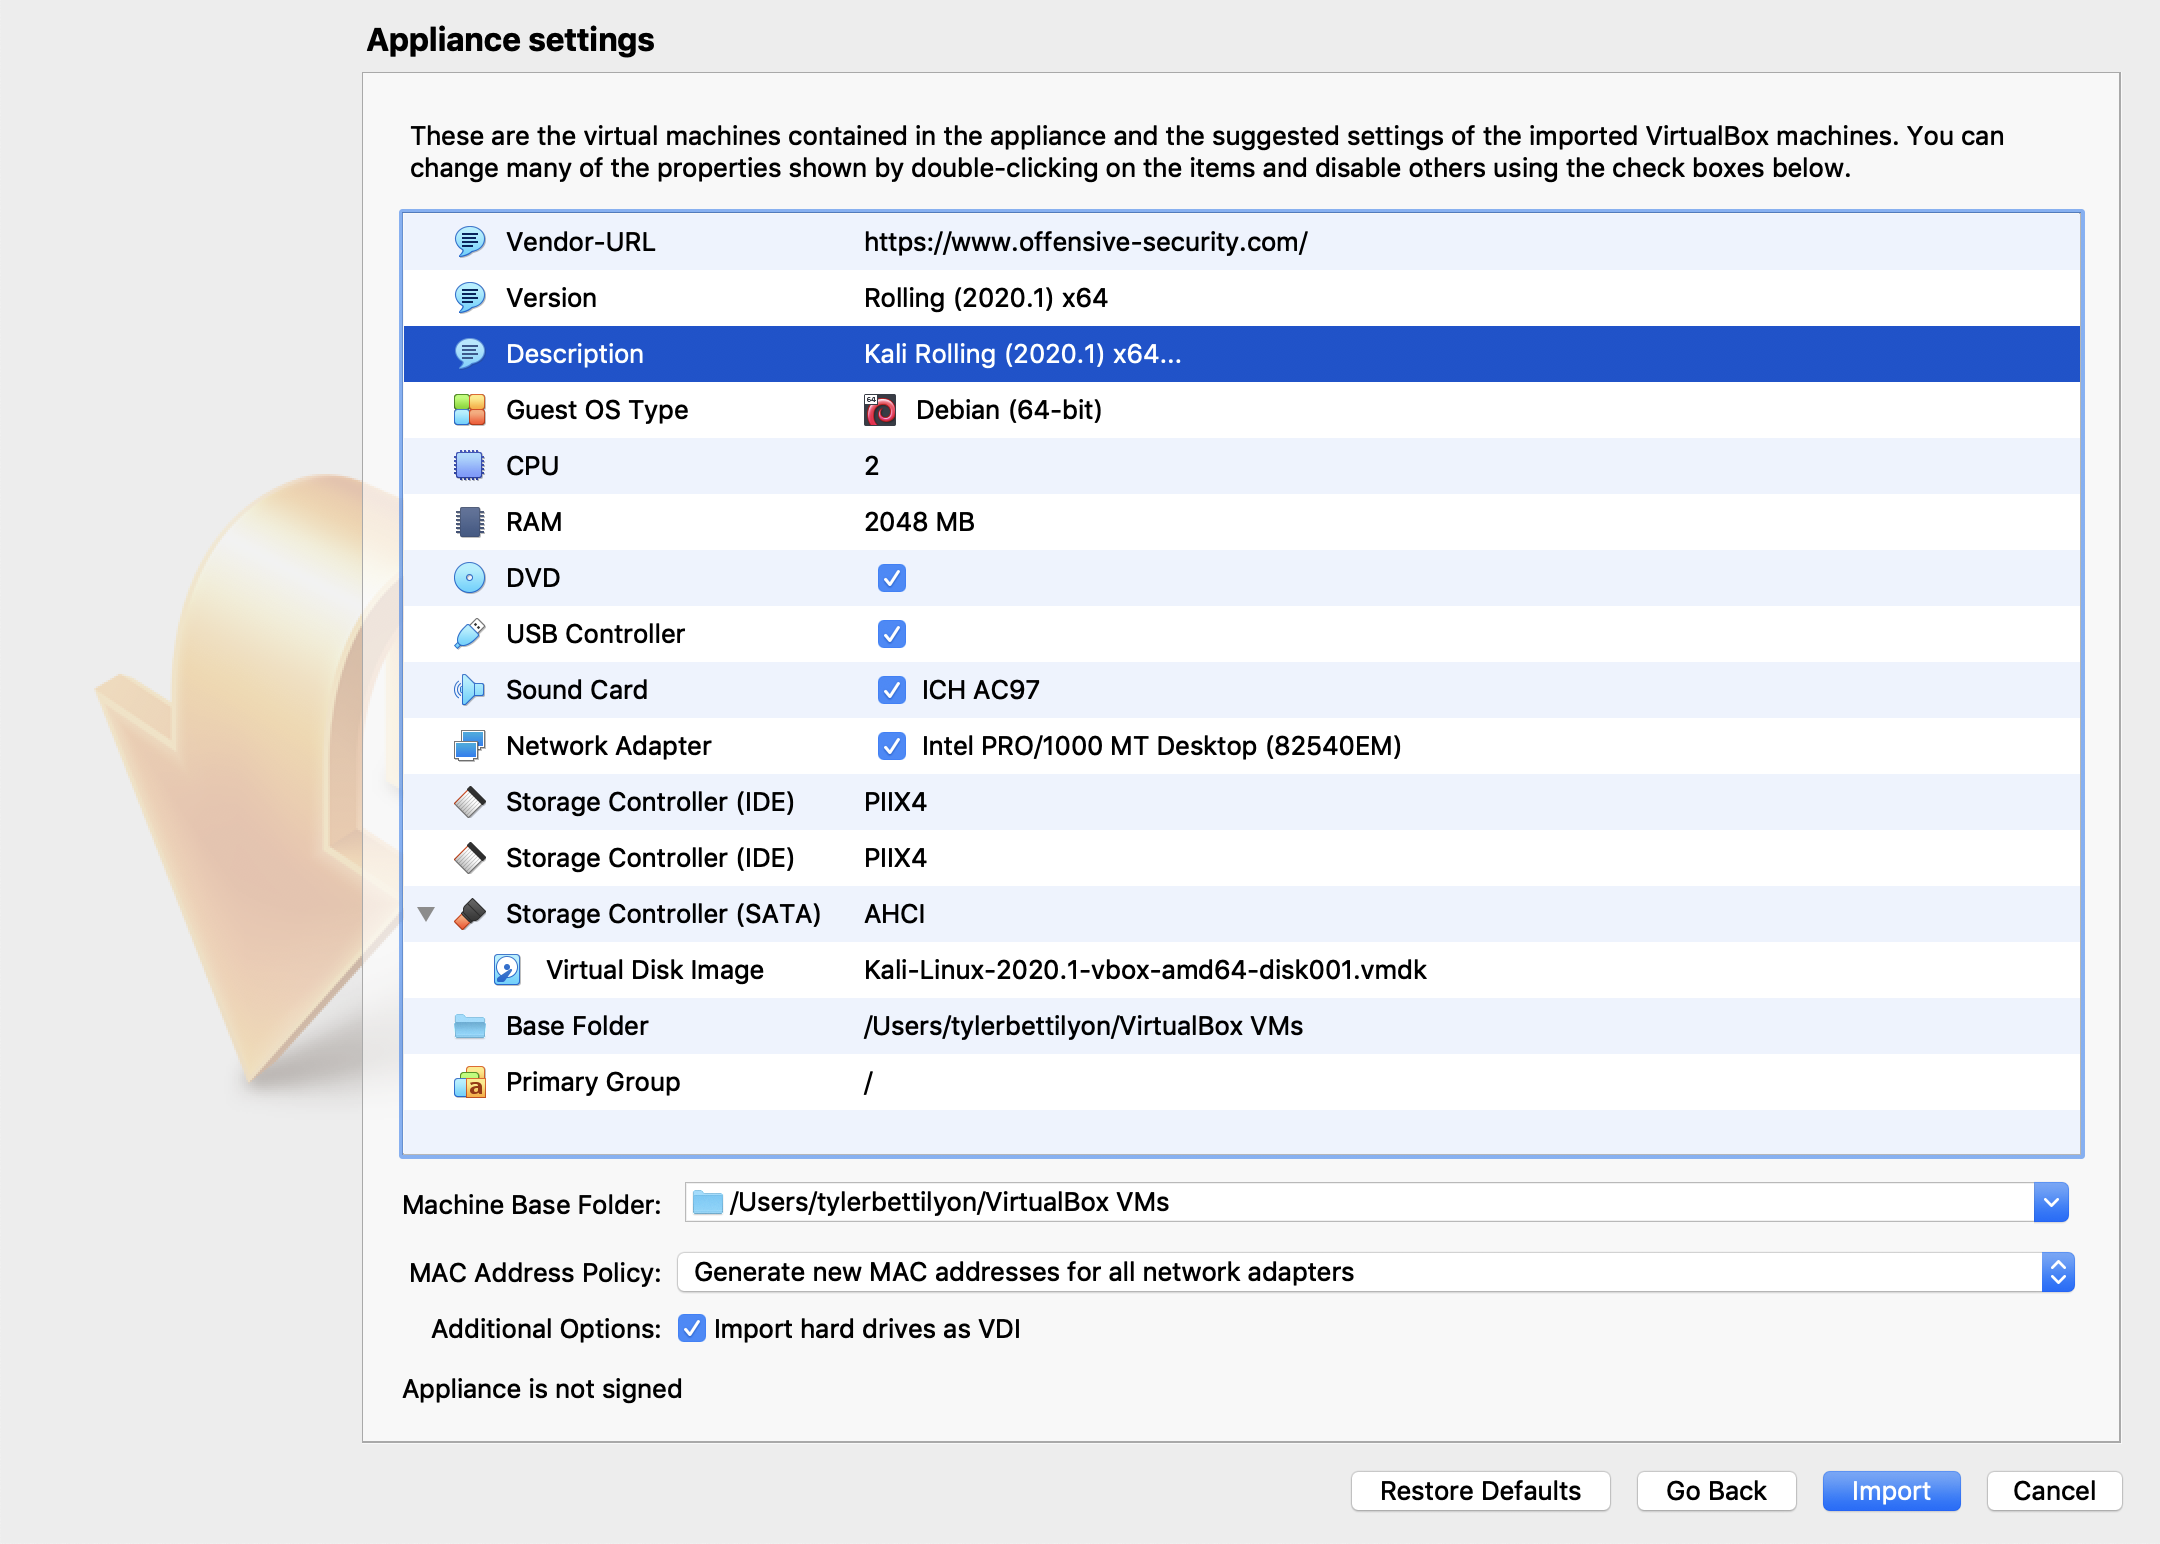 Appliance settings
These are the virtual machines contained in the appliance and the suggested settings of the imported VirtualBox machines. You can
change many of the properties shown by double-clicking on the items and disable others using the check boxes below.
Vendor-URL https://www.offensive-security.com/
Version Rolling (2020.1) x64
Description Kali Rolling (2020.1) x64...
Guest OS Type 64 Debian (64-bit)
CPU 2
RAM 2048 MB
DVD
USB Controller
Sound Card ICH AC97
Network Adapter Intel PRO/1000 MT Desktop (82540EM)
Storage Controller (IDE) PIIX4
Storage Controller (IDE) PIIX4
Storage Controller (SATA) AHCI
Virtual Disk Image Kali-Linux-2020.1-vbox-amd64-disk001.vmdk
Base Folder /Users/tylerbettilyon/VirtualBox VMs
a Primary Group /
Machine Base Folder: /Users/tylerbettilyon/VirtualBox VMs
MAC Address Policy: Generate new MAC addresses for all network adapters
Additional Options: Import hard drives as VDI
Appliance is not signed
Restore Defaults Go Back Import Cancel